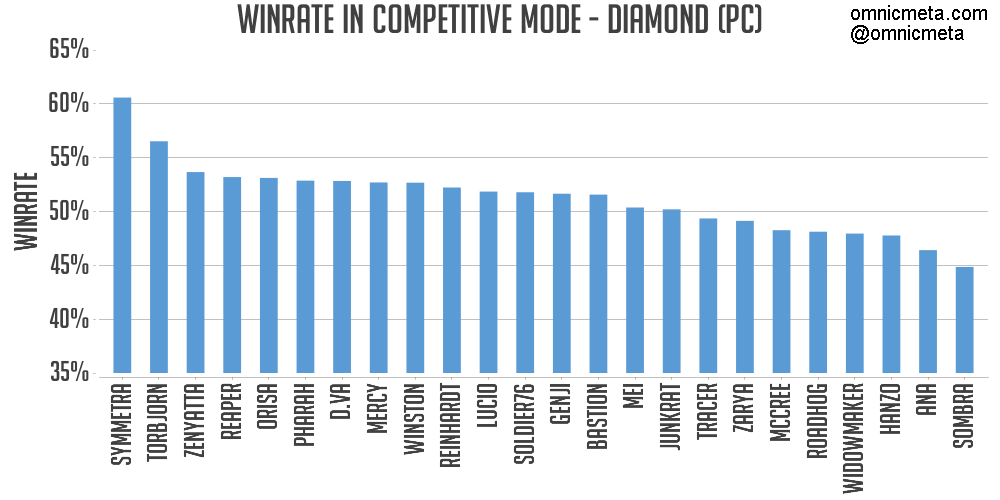 WINRATE IN COMPETITIVE MODE - DIAMOND (PC)
omnicmeta.com
@omnicmeta
65%
60%
55%
50%
45%
40%
35%
WINRATE
SYMMETRA
TORBJORN
ZENYATTA
REAPER
ORISA
PHARAH
D.VA
MERCY
WINSTON
REINHARDT
LUCIO
SOLDIER76
GENJI
BASTION
MEI
JUNKRAT
TRACER
ZARYA
MCCREE
ROADHOG
WIDOWMAKER
HANZO
ANA
SOMBRA